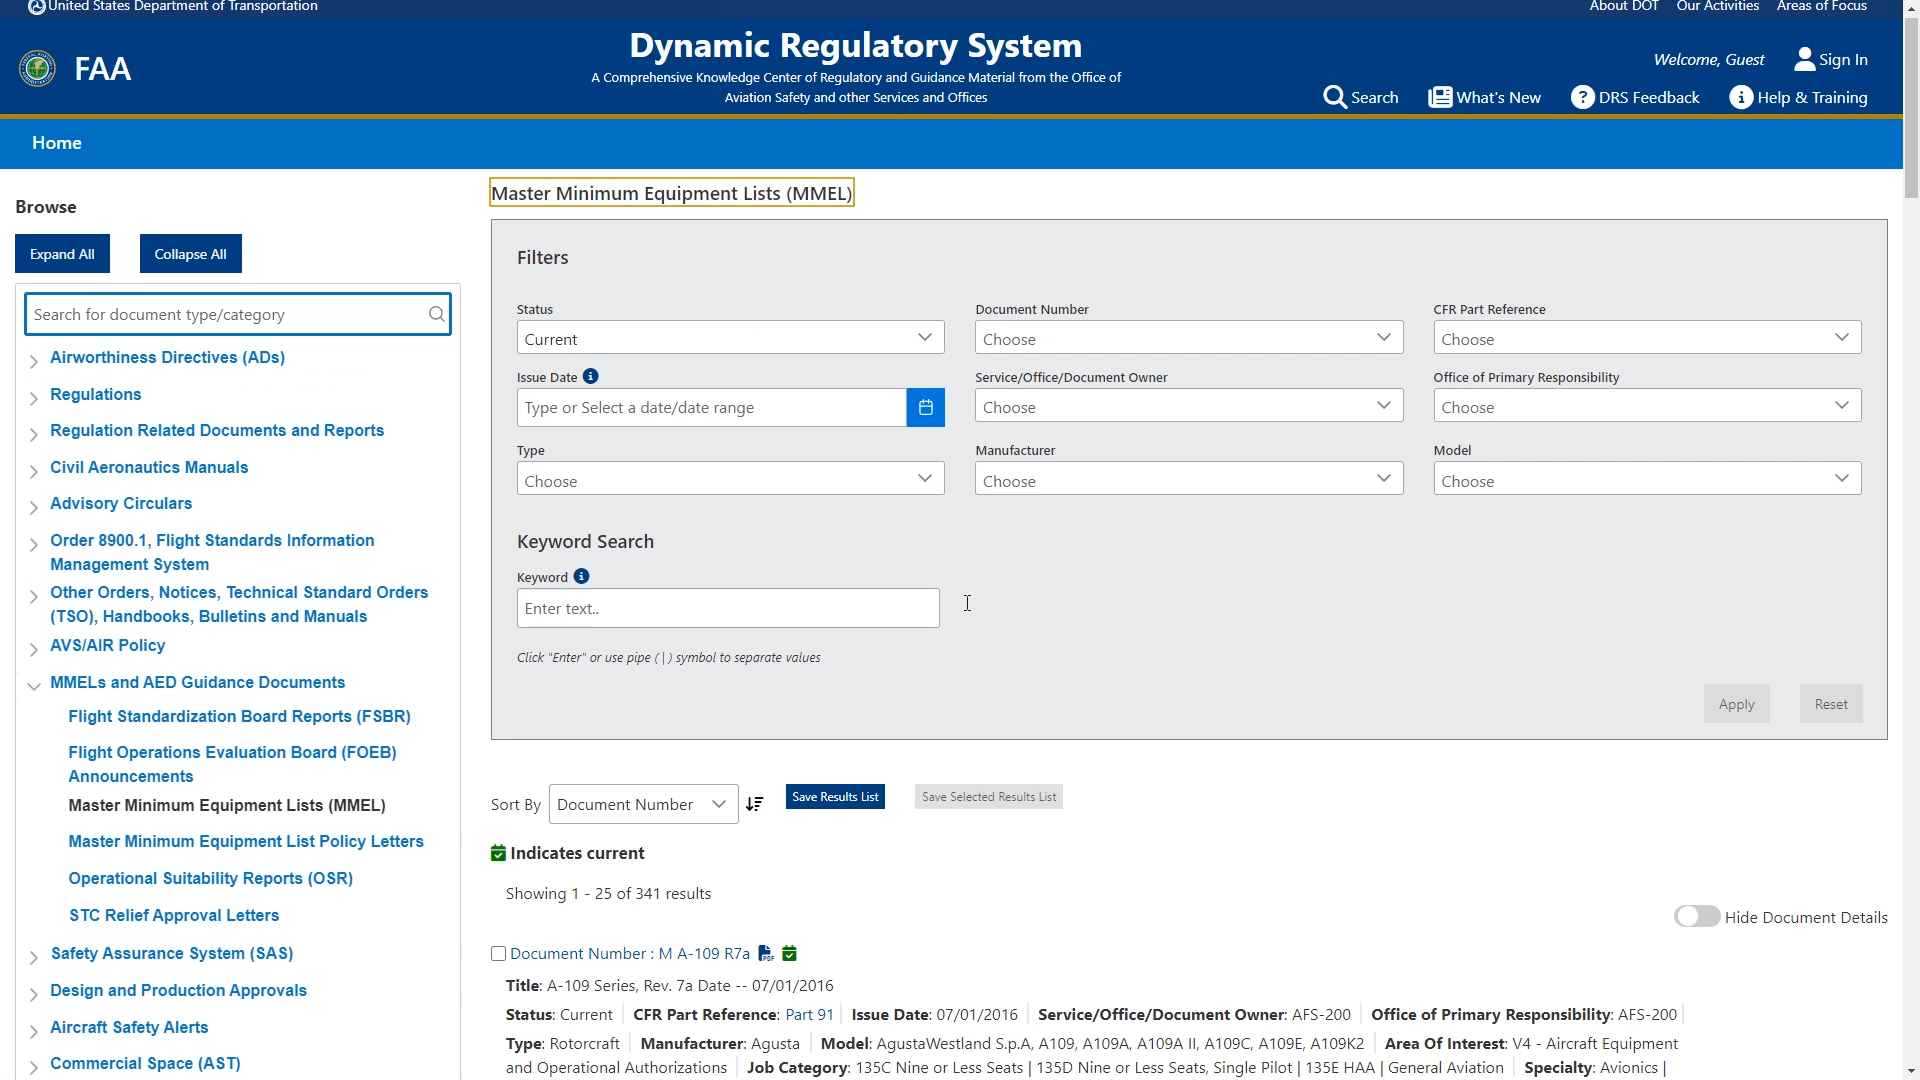 United States Department of Transportation
About DOT Our Activities Areas of Focus
FAA
Dynamic Regulatory System
A Comprehensive Knowledge Center of Regulatory and Guidance Material from the Office of
Aviation Safety and other Services and Offices
Welcome, Guest Sign In
Search What's New DRS Feedback Help & Training
Home
Browse
Expand All Collapse All
Search for document type/category
Airworthiness Directives (ADs)
Regulations
Regulation Related Documents and Reports
Civil Aeronautics Manuals
Advisory Circulars
Order 8900.1, Flight Standards Information
Management System
Other Orders, Notices, Technical Standard Orders
(TSO), Handbooks, Bulletins and Manuals
AVS/AIR Policy
MMELs and AED Guidance Documents
Flight Standardization Board Reports (FSBR)
Flight Operations Evaluation Board (FOEB)
Announcements
Master Minimum Equipment Lists (MMEL)
Master Minimum Equipment List Policy Letters
Operational Suitability Reports (OSR)
STC Relief Approval Letters
Safety Assurance System (SAS)
Design and Production Approvals
Aircraft Safety Alerts
Commercial Space (AST)
Master Minimum Equipment Lists (MMEL)
Filters
Status Document Number CFR Part Reference
Current Choose Choose
Issue Date Service/Office/Document Owner Office of Primary Responsibility
Type or Select a date/date range Choose Choose
Type Manufacturer Model
Choose Choose Choose
Keyword Search
Keyword
Enter text..
Click "Enter" or use pipe ( | ) symbol to separate values
Apply Reset
Sort By Document Number Save Results List Save Selected Results List
Indicates current
Showing 1 - 25 of 341 results
Hide Document Details
Document Number : M A-109 R7a PDF
Title: A-109 Series, Rev. 7a Date -- 07/01/2016
Status: Current CFR Part Reference: Part 91 Issue Date: 07/01/2016 Service/Office/Document Owner: AFS-200 Office of Primary Responsibility: AFS-200
Type: Rotorcraft Manufacturer: Agusta Model: AgustaWestland S.p.A, A109, A109A, A109A II, A109C, A109E, A109K2 Area Of Interest: V4 - Aircraft Equipment
and Operational Authorizations Job Category: 135C Nine or Less Seats | 135D Nine or Less Seats, Single Pilot | 135E HAA | General Aviation Specialty: Avionics |